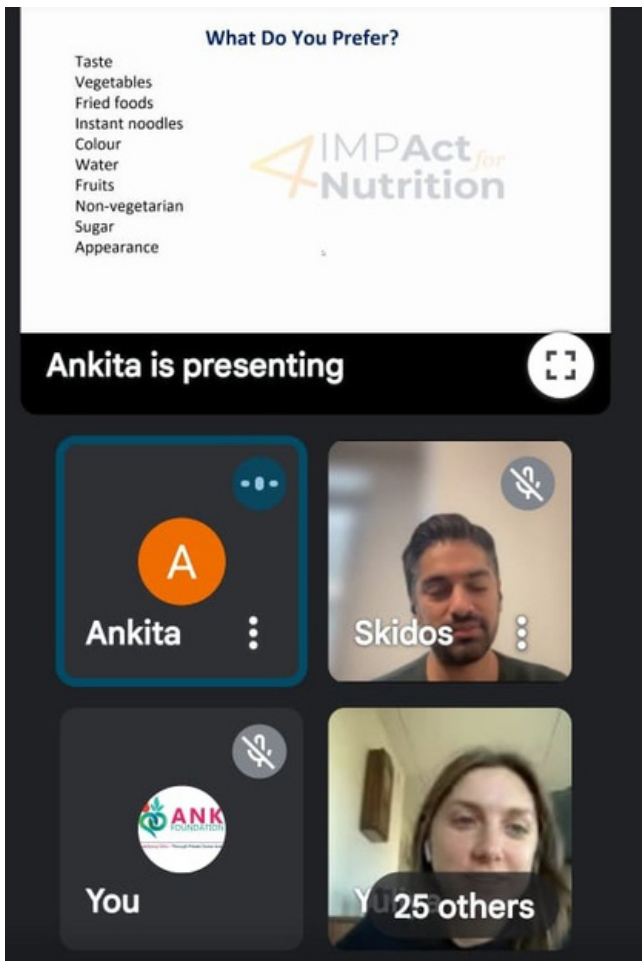 What Do You Prefer?
Taste
Vegetables
Fried foods
Instant noodles
Colour
Water
Fruits
Non-vegetarian
Sugar
Appearance
4 IMPAct for
Nutrition
Ankita is presenting
A
Ankita
Skidos
ANK
FOUNDATION
You
25 others